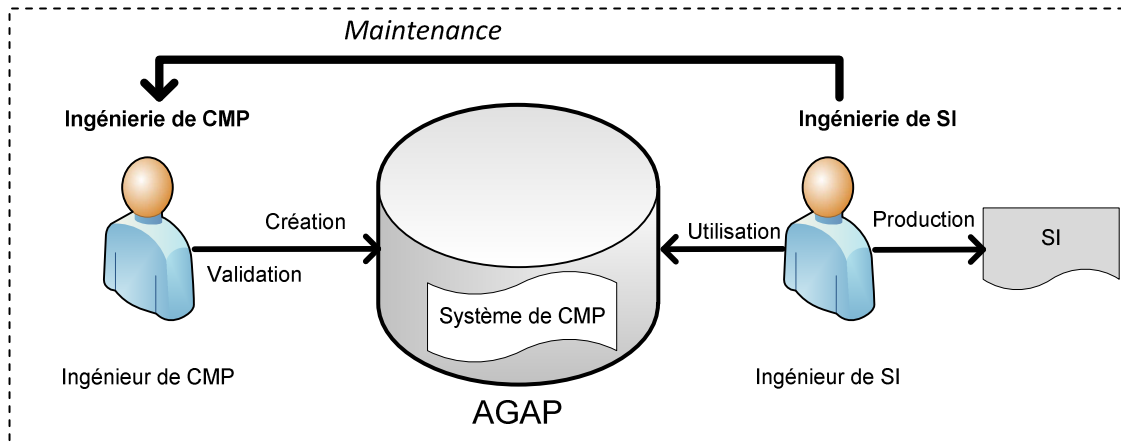 Maintenance
Ingénierie de CMP
Ingénierie de SI
Création
Validation
Utilisation
Production
SI
Système de CMP
Ingénieur de CMP
Ingénieur de SI
AGAP